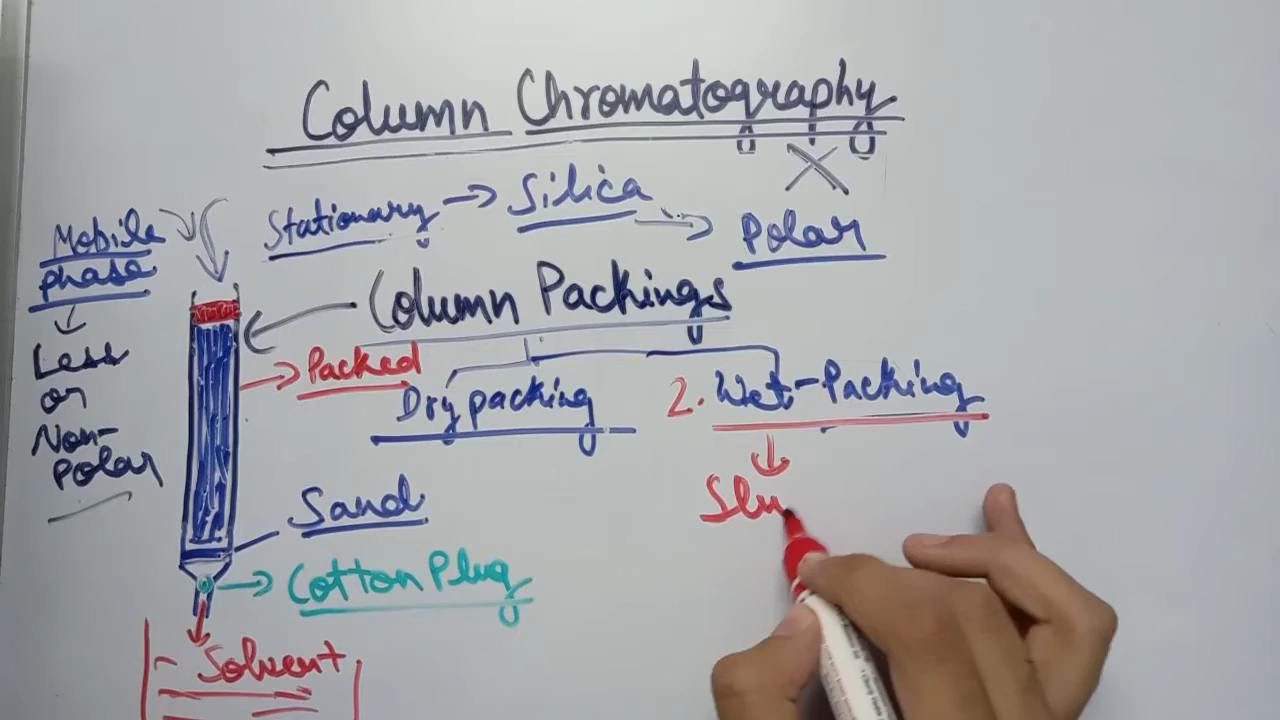 Column Chromatography
Stationary → Silica → Polar
Mobile
phase
↓
Less
or
Non-
Polar
Column Packings
Packed
Dry packing
2. Wet-Packing
↓
Slu
Sand
Cotton Plug
Solvent